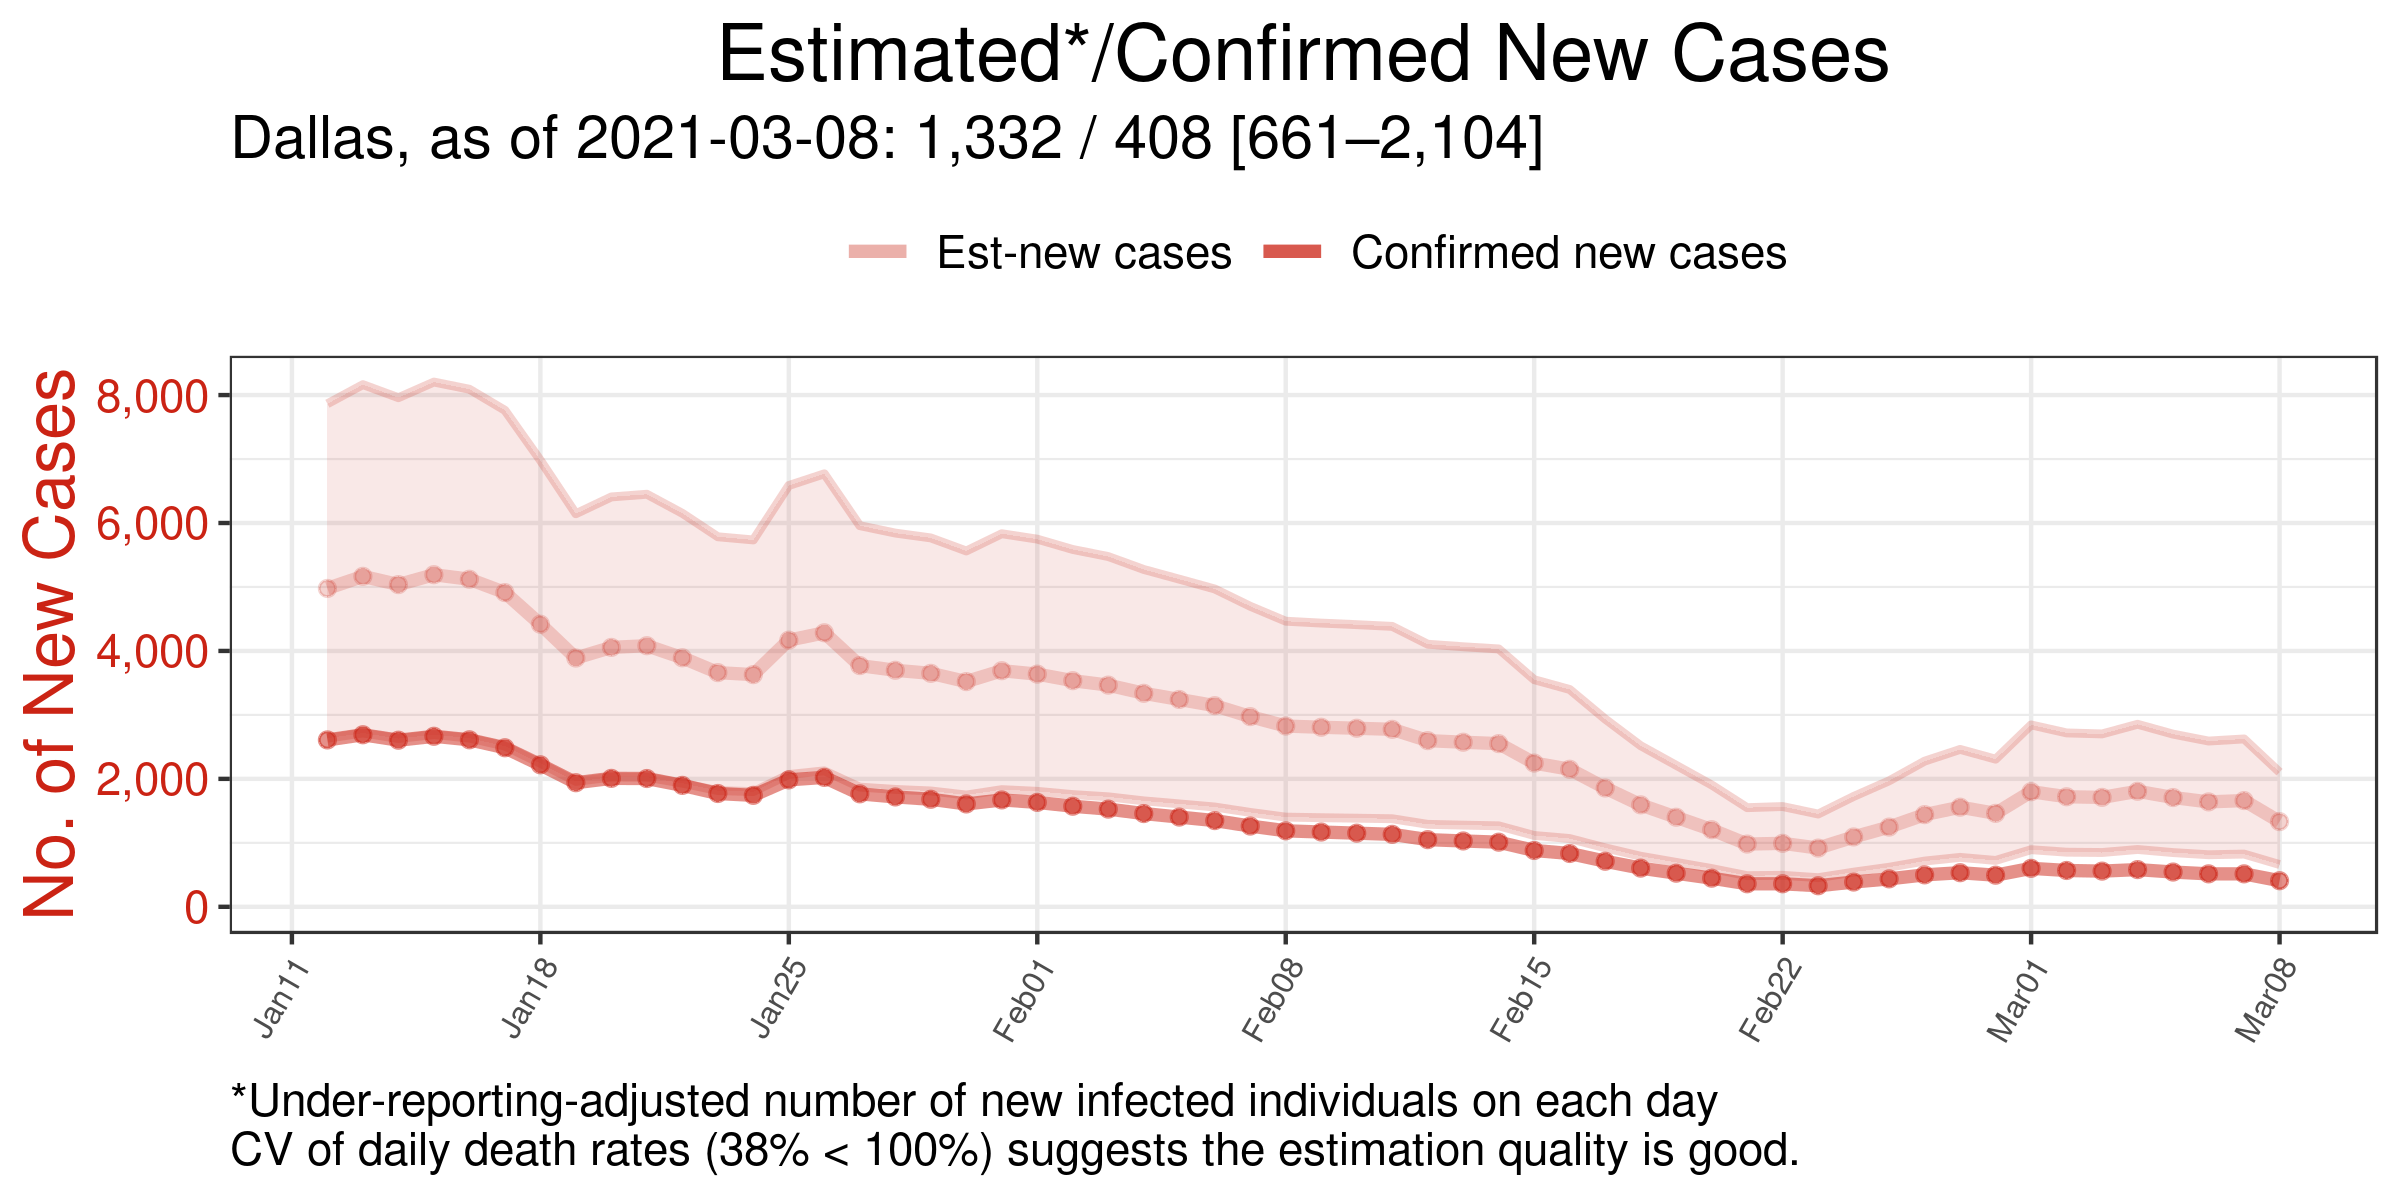 Estimated*/Confirmed New Cases
Dallas, as of 2021-03-08: 1,332 / 408 [661–2,104]
Est-new cases
Confirmed new cases
No. of New Cases
8,000
6,000
4,000
2,000
0
Jan11
Jan18
Jan25
Feb01
Feb08
Feb15
Feb22
Mar01
Mar08
*Under-reporting-adjusted number of new infected individuals on each day
CV of daily death rates (38% < 100%) suggests the estimation quality is good.